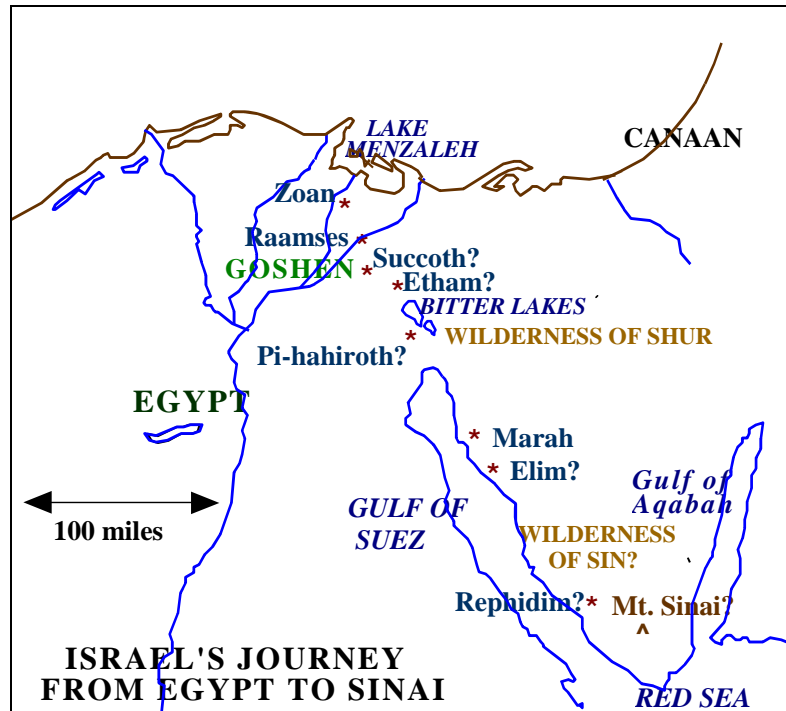 LAKE
MENZALEH
CANAAN
Zoan
*
Raamses
*
Succoth?
GOSHEN
*
Etham?
*
BITTER LAKES
*
WILDERNESS OF SHUR
Pi-hahiroth?
EGYPT
* Marah
* Elim?
Gulf of
Aqabah
GULF OF
SUEZ
100 miles
WILDERNESS
OF SIN?
Rephidim?*
Mt. Sinai?
^
ISRAEL'S JOURNEY
FROM EGYPT TO SINAI
RED SEA